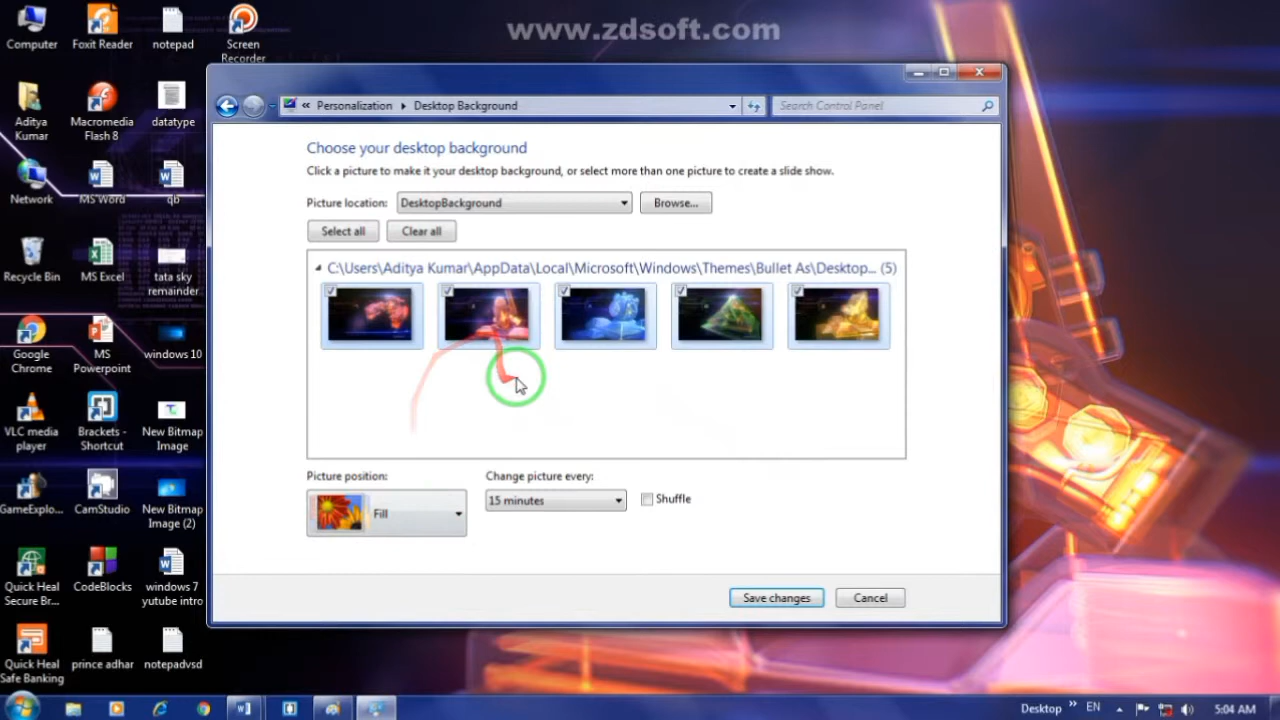 www.zdsoft.com
Computer
Foxit Reader
notepad
Screen
Recorder
Aditya
Kumar
Macromedia
Flash 8
datatype
Network
MS Word
qb
Recycle Bin
MS Excel
tata sky
remainder
Google
Chrome
MS
Powerpoint
windows 10
VLC media
player
Brackets -
Shortcut
New Bitmap
Image
GameExplo...
CamStudio
New Bitmap
Image (2)
Quick Heal
Secure Br...
CodeBlocks
windows 7
yutube intro
Quick Heal
Safe Banking
prince adhar
notepadvsd
« Personalization Desktop Background
Search Control Panel
Choose your desktop background
Click a picture to make it your desktop background, or select more than one picture to create a slide show.
Picture location: DesktopBackground Browse...
Select all Clear all
C:\Users\Aditya Kumar\AppData\Local\Microsoft\Windows\Themes\Bullet As\Desktop... (5)
Picture position: Change picture every:
Fill 15 minutes Shuffle
Save changes Cancel
Desktop » EN 5:04 AM